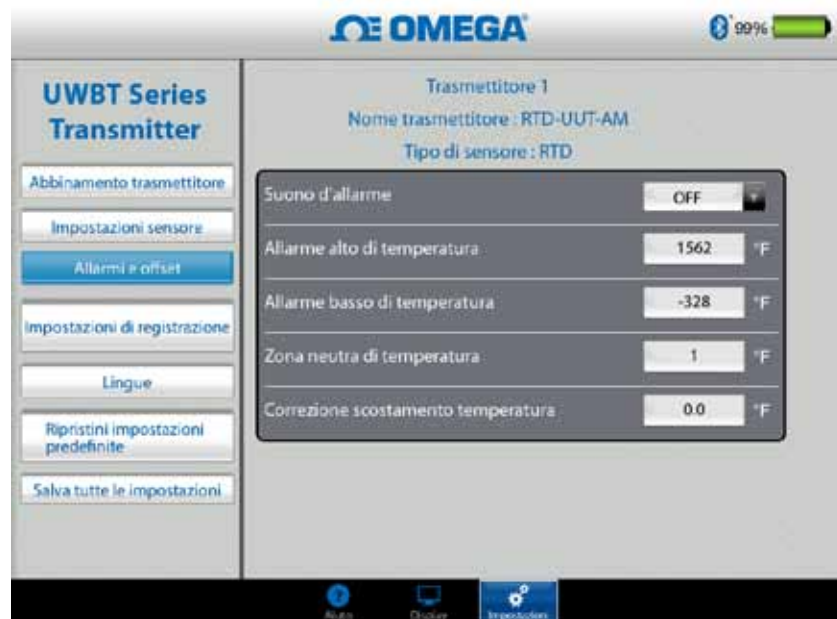 OMEGA
99%
UWBT Series
Transmitter
Abbinamento trasmettitore
Impostazioni sensore
Allarmi e offset
Impostazioni di registrazione
Lingue
Ripristini impostazioni
predefinite
Salva tutte le impostazioni
Trasmettitore 1
Nome trasmettitore : RTD-UUT-AM
Tipo di sensore : RTD
Suono d'allarme OFF
Allarme alto di temperatura 1562 °F
Allarme basso di temperatura -328 °F
Zona neutra di temperatura 1 °F
Correzione scostamento temperatura 0.0 °F
? Aiuto Display Impostazioni